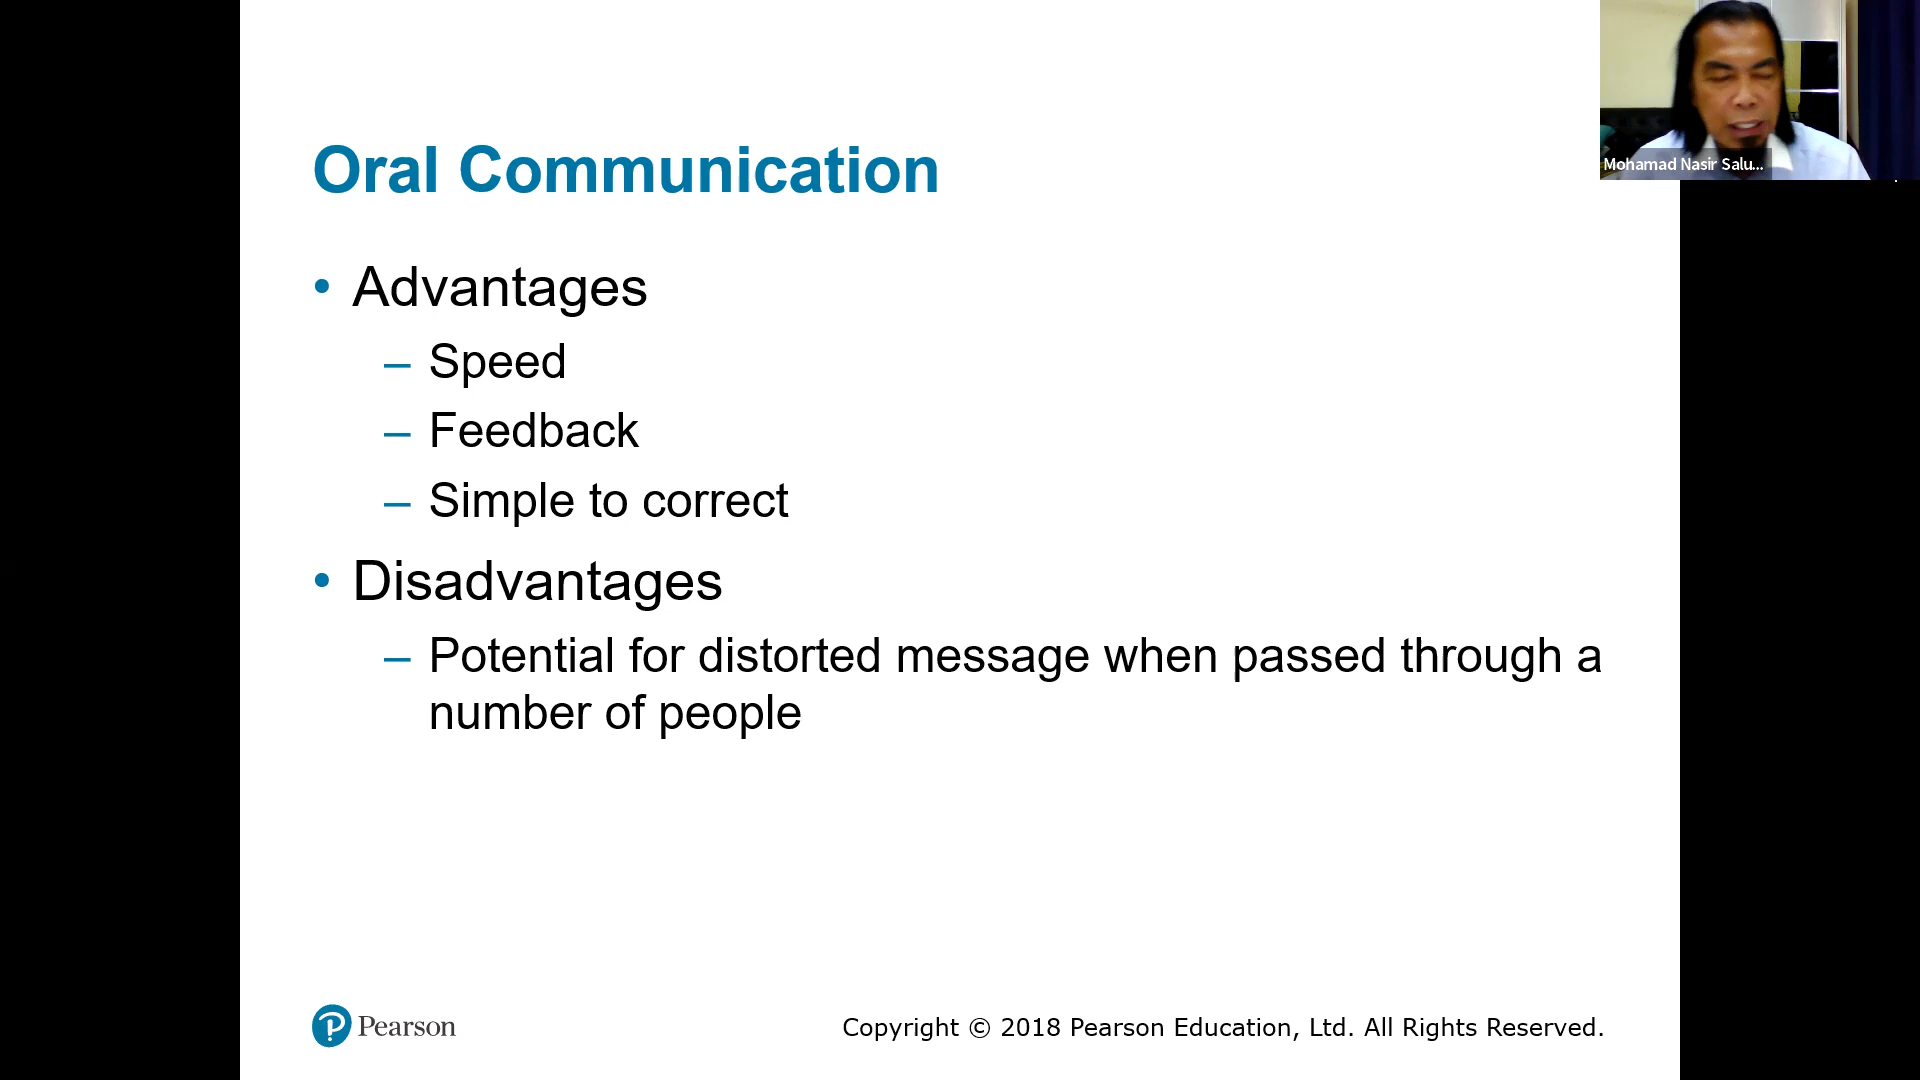 Mohamad Nasir Salu...
Oral Communication
• Advantages
– Speed
– Feedback
– Simple to correct
• Disadvantages
– Potential for distorted message when passed through a
number of people
Pearson
Copyright © 2018 Pearson Education, Ltd. All Rights Reserved.